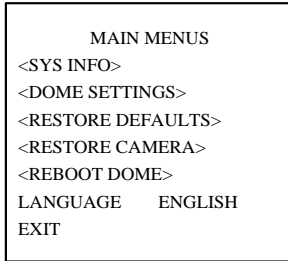 MAIN MENUS
<SYS INFO>
<DOME SETTINGS>
<RESTORE DEFAULTS>
<RESTORE CAMERA>
<REBOOT DOME>
LANGUAGE ENGLISH
EXIT